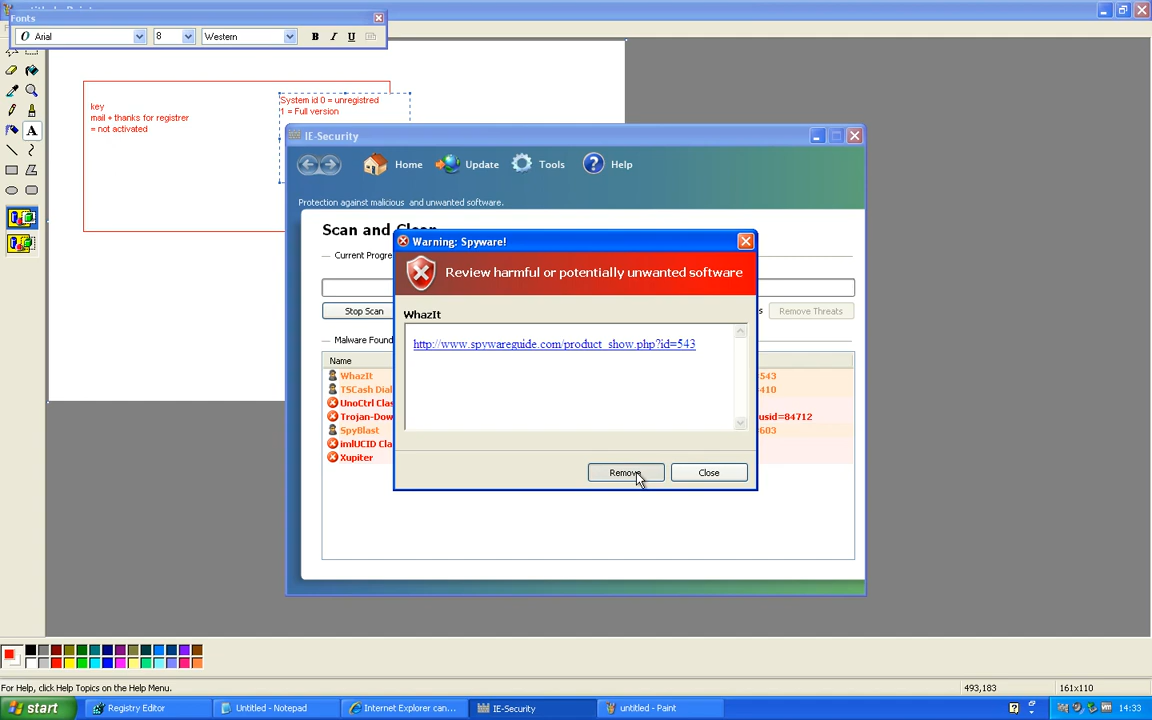 Fonts
Arial 8 Western B I U
key
mail + thanks for registrer
= not activated
System id 0 = unregistred
1 = Full version
IE-Security
Home Update Tools Help
Protection against malicious and unwanted software.
Scan and Clean
Current Progre
Stop Scan Remove Threats
Malware Found
Name
WhazIt 543
TSCash Dial 410
UnoCtrl Clas
Trojan-Dow usid=84712
SpyBlast 603
imlUCID Cla
Xupiter
Warning: Spyware!
Review harmful or potentially unwanted software
WhazIt
http://www.spywareguide.com/product_show.php?id=543
Remove Close
For Help, click Help Topics on the Help Menu. 493,183 161x110
start Registry Editor Untitled - Notepad Internet Explorer can... IE-Security untitled - Paint 14:33